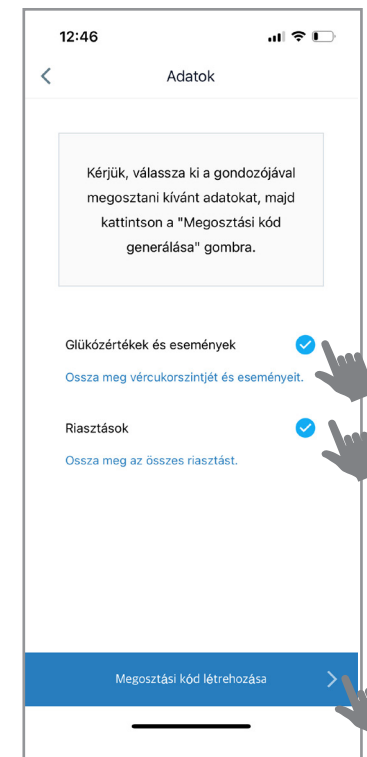 12:46
Adatok
Kérjük, válassza ki a gondozójával
megosztani kívánt adatokat, majd
kattintson a "Megosztási kód
generálása" gombra.
Glükózértékek és események
Ossza meg vércukorszintjét és eseményeit.
Riasztások
Ossza meg az összes riasztást.
Megosztási kód létrehozása